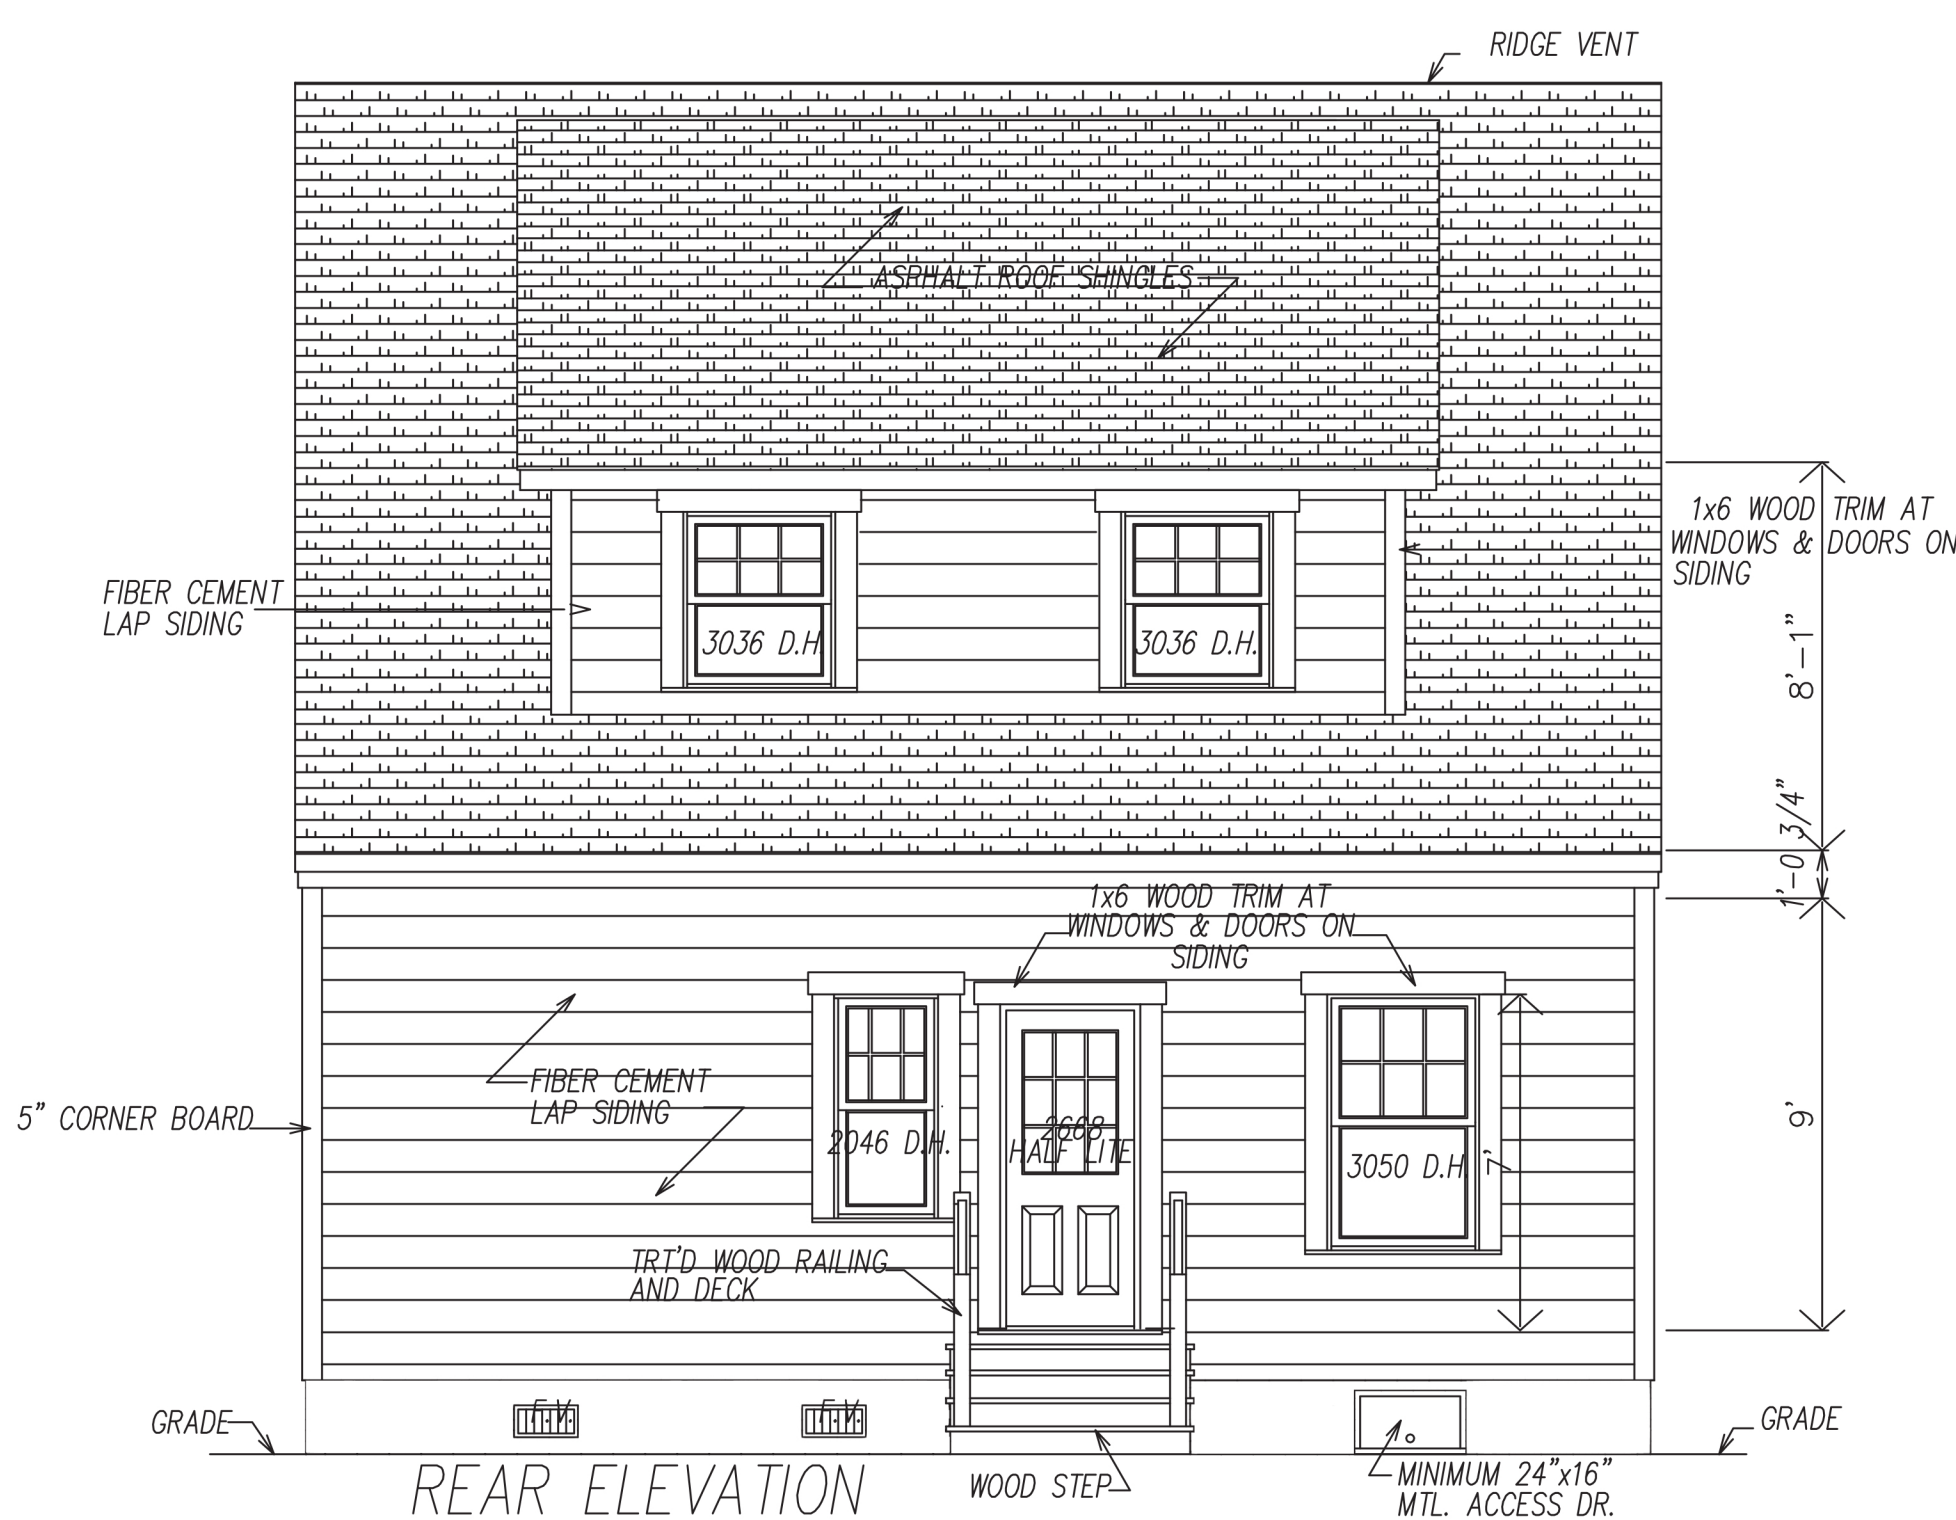 RIDGE VENT
ASPHALT ROOF SHINGLES
1x6 WOOD TRIM AT
WINDOWS & DOORS ON
SIDING
FIBER CEMENT
LAP SIDING
3036 D.H.
3036 D.H.
8'-1"
1'-0 3/4"
1x6 WOOD TRIM AT
WINDOWS & DOORS ON
SIDING
FIBER CEMENT
LAP SIDING
5" CORNER BOARD
2046 D.H.
2668
HALF LITE
3050 D.H.
7'
9'
TRT'D WOOD RAILING
AND DECK
F.V.
F.V.
GRADE
GRADE
WOOD STEP
MINIMUM 24"x16"
MTL. ACCESS DR.
REAR ELEVATION